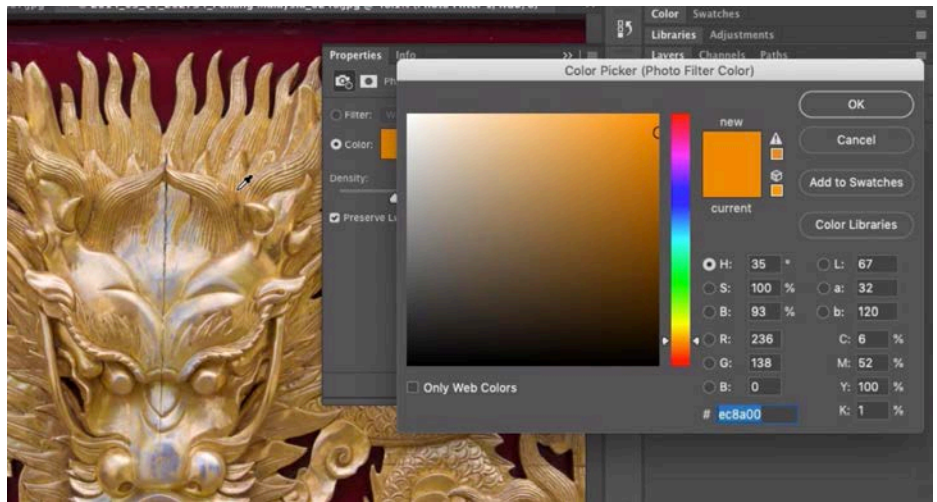 Color Swatches
Libraries Adjustments
Layers Channels Paths
Properties Info
Filter:
Color:
Density:
Preserve
Color Picker (Photo Filter Color)
new
current
OK
Cancel
Add to Swatches
Color Libraries
H: 35 °
S: 100 %
B: 93 %
R: 236
G: 138
B: 0
# ec8a00
L: 67
a: 32
b: 120
C: 6 %
M: 52 %
Y: 100 %
K: 1 %
Only Web Colors